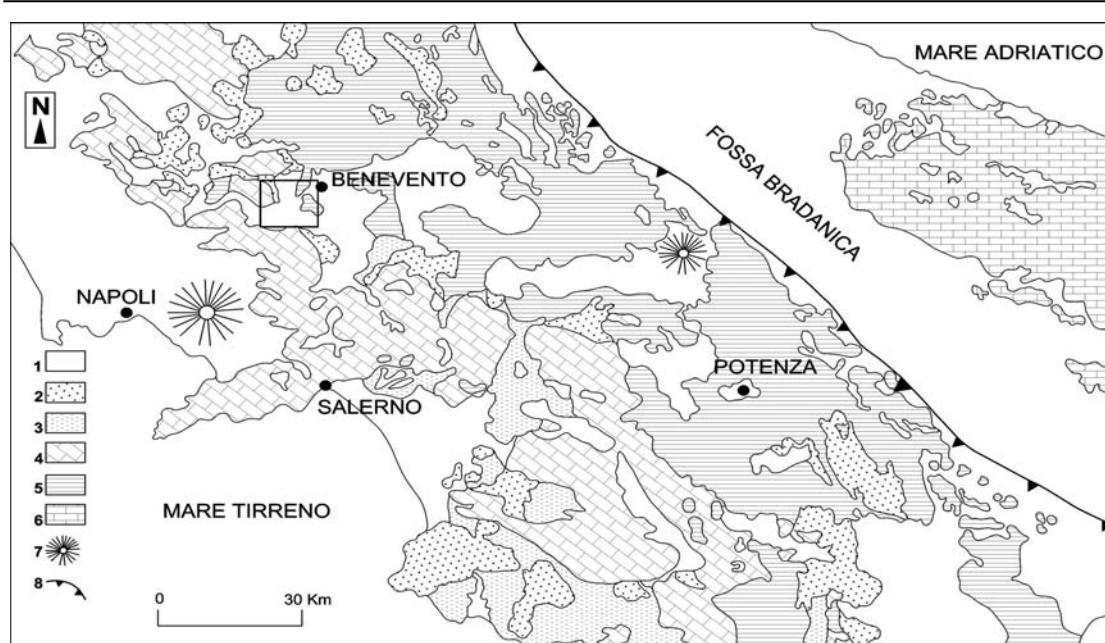 MARE ADRIATICO
N
FOSSA BRADANICA
BENEVENTO
NAPOLI
POTENZA
SALERNO
MARE TIRRENO
1
2
3
4
5
6
7
8
0 30 Km